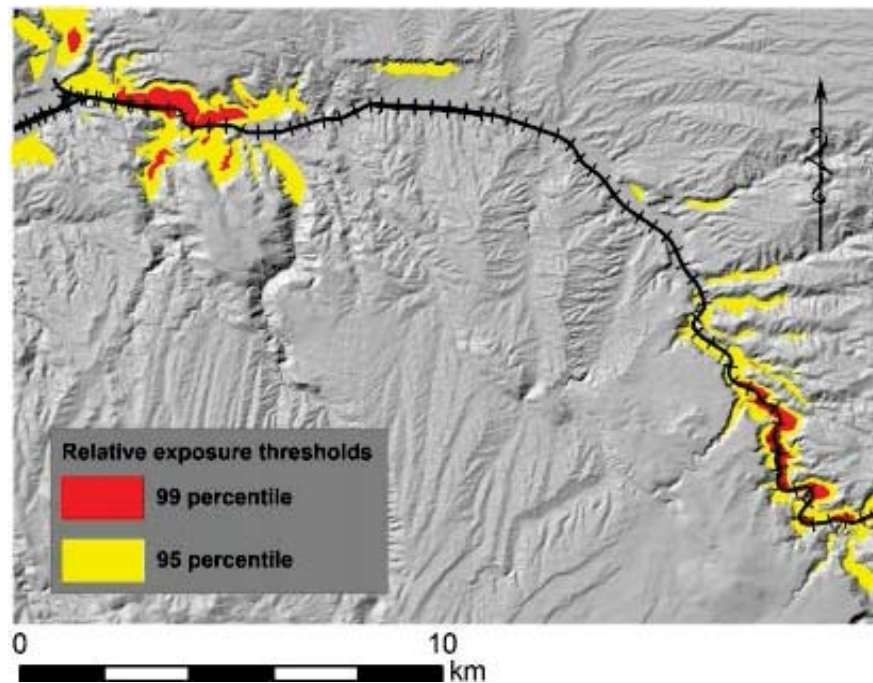 Relative exposure thresholds
99 percentile
95 percentile
0 10
km